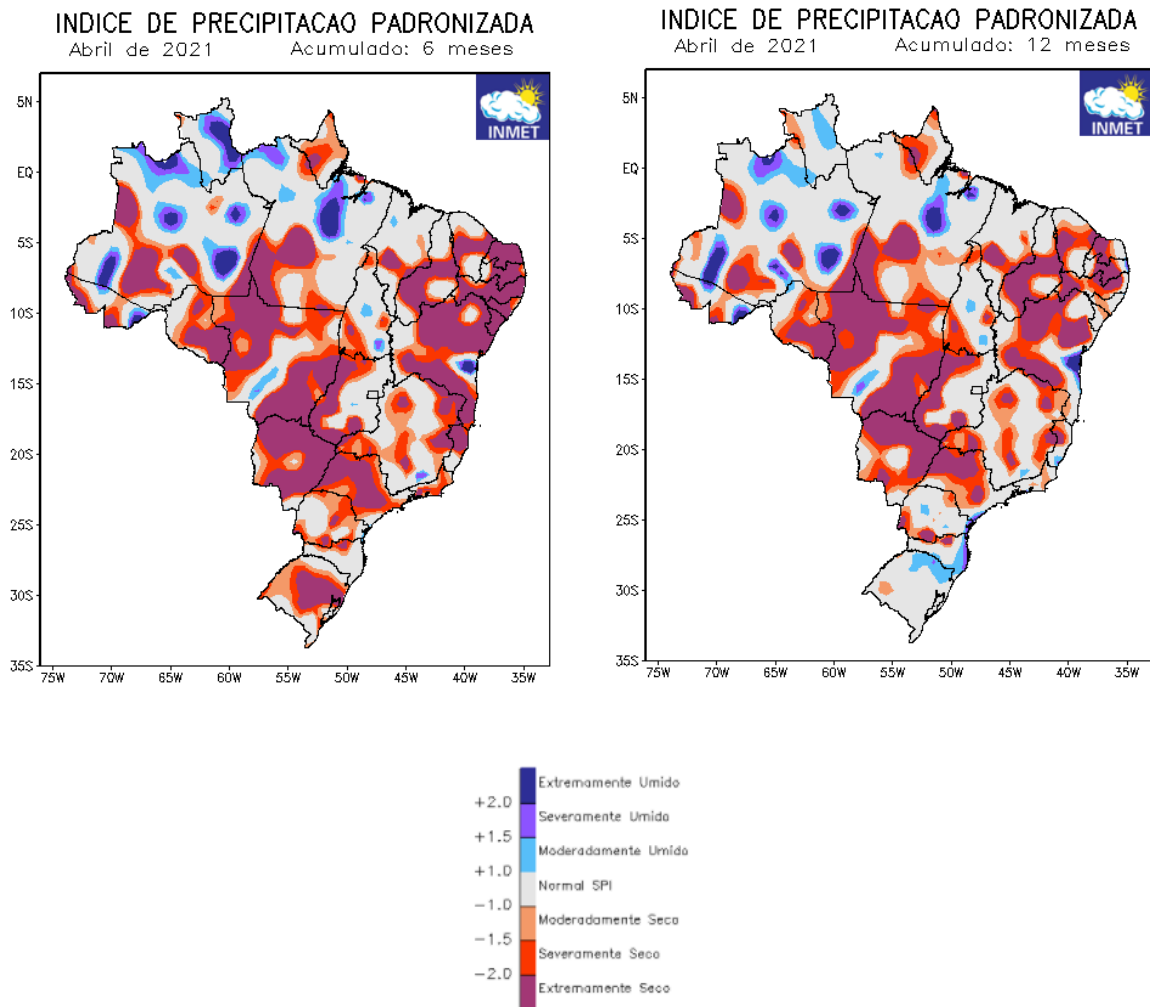 INDICE DE PRECIPITACAO PADRONIZADA
Abril de 2021 Acumulado: 6 meses
INMET
5N
EQ
5S
10S
15S
20S
25S
30S
35S
75W 70W 65W 60W 55W 50W 45W 40W 35W
INDICE DE PRECIPITACAO PADRONIZADA
Abril de 2021 Acumulado: 12 meses
INMET
5N
EQ
5S
10S
15S
20S
25S
30S
35S
75W 70W 65W 60W 55W 50W 45W 40W 35W
Extremamente Umido
+2.0
Severamente Umido
+1.5
Moderadamente Umido
+1.0
Normal SPI
-1.0
Moderadamente Seco
-1.5
Severamente Seco
-2.0
Extremamente Seco